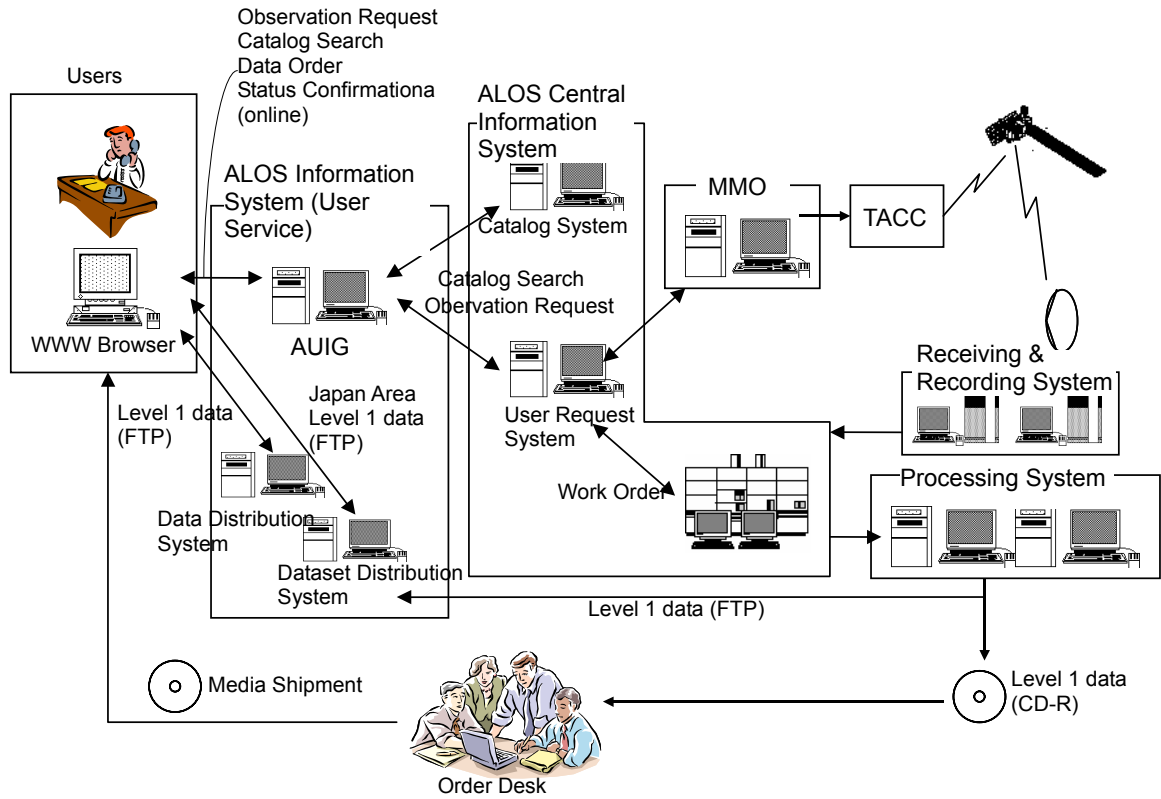 Observation Request
Catalog Search
Data Order
Status Confirmationa
(online)
Users
WWW Browser
ALOS Information
System (User
Service)
AUIG
ALOS Central
Information
System
Catalog System
Catalog Search
Obervation Request
User Request
System
Work Order
MMO
TACC
Receiving &
Recording System
Processing System
Level 1 data
(FTP)
Japan Area
Level 1 data
(FTP)
Data Distribution
System
Dataset Distribution
System
Level 1 data (FTP)
Media Shipment
Order Desk
Level 1 data
(CD-R)